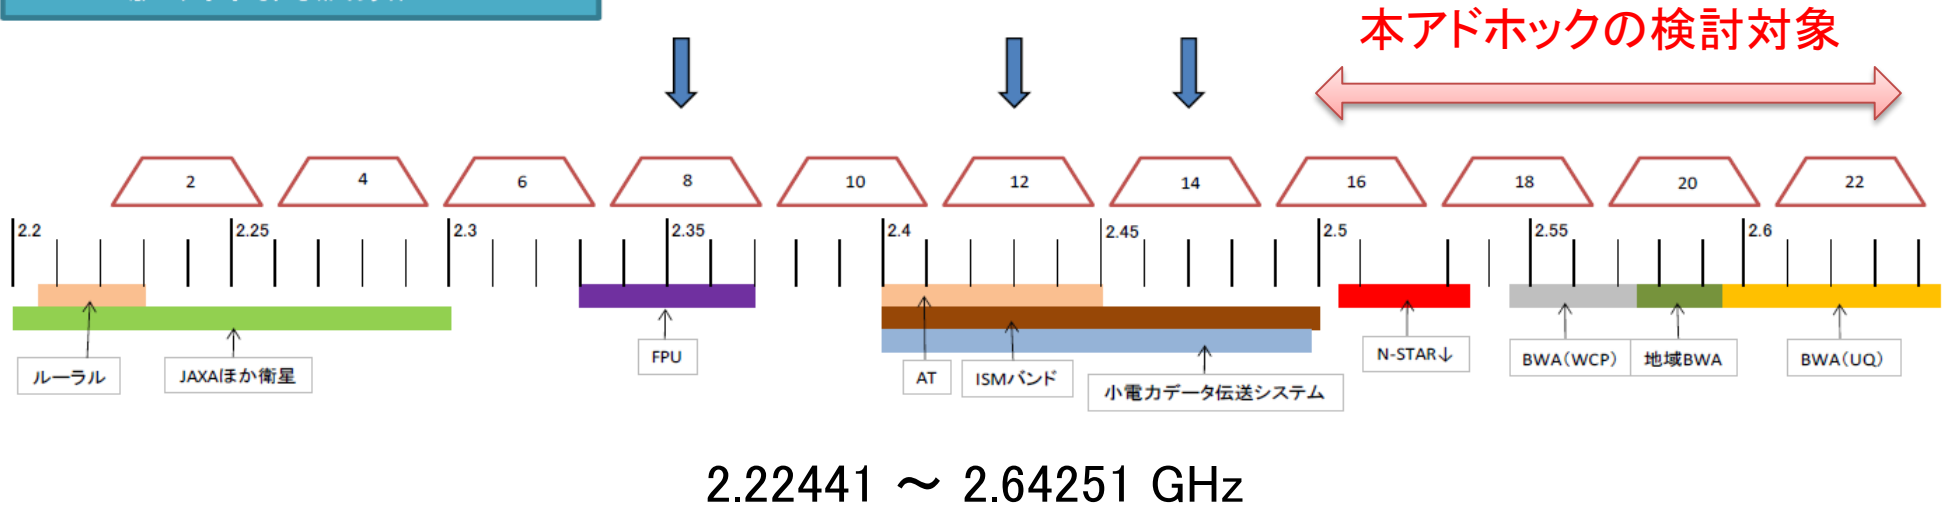 本アドホックの検討対象
2 4 6 8 10 12 14 16 18 20 22
2.2 2.25 2.3 2.35 2.4 2.45 2.5 2.55 2.6
ルーラル JAXAほか衛星 FPU AT ISMバンド 小電力データ伝送システム N-STAR↓ BWA(WCP) 地域BWA BWA(UQ)
2.22441 ～ 2.64251 GHz